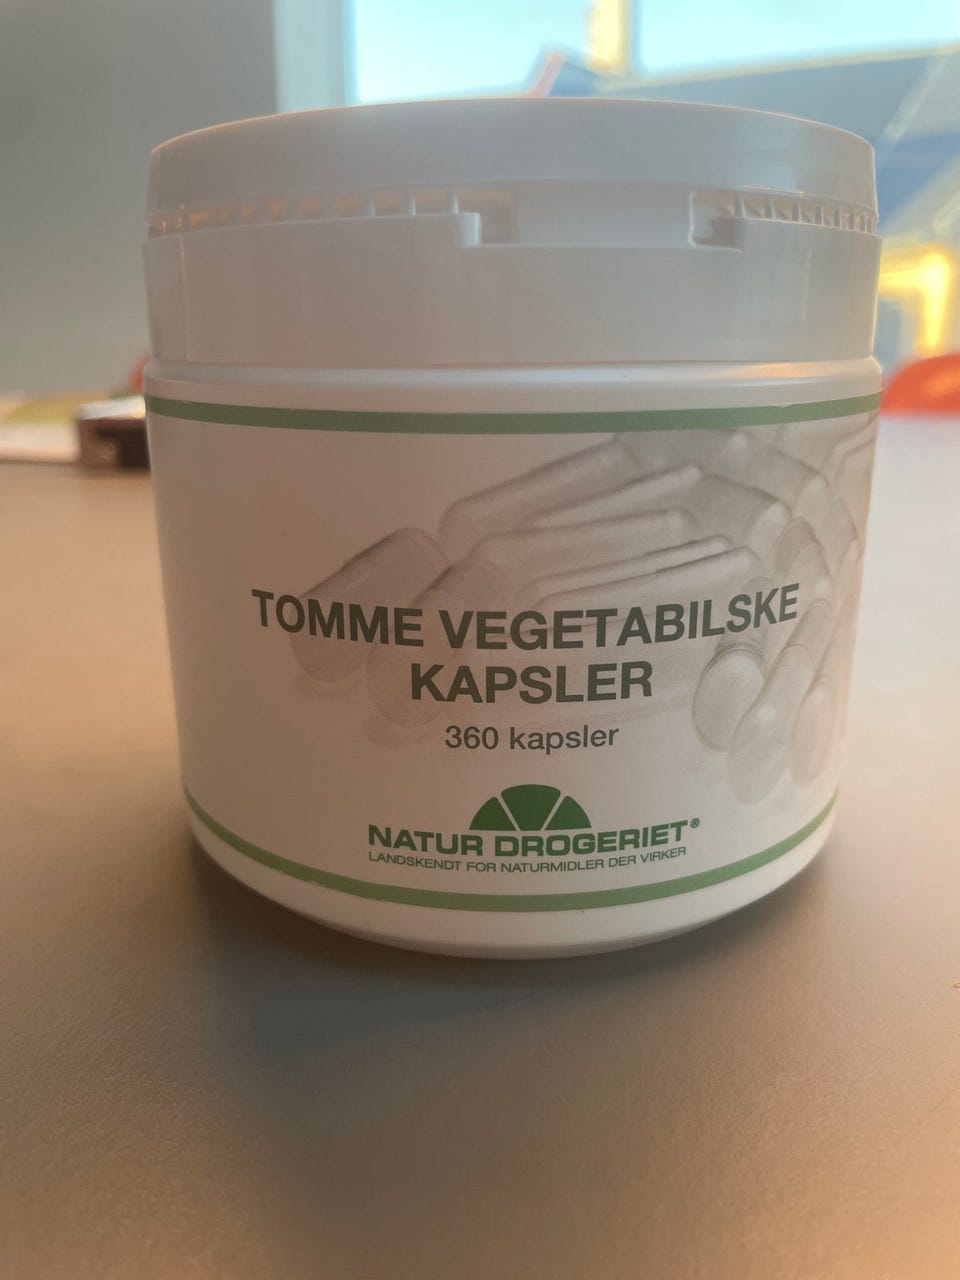 TOMME VEGETABILSKE
KAPSLER
360 kapsler
NATUR DROGERIET®
LANDSKENDT FOR NATURMIDLER DER VIRKER